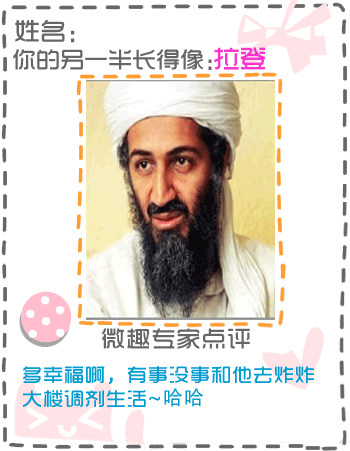 姓名:
你的另一半长得像:拉登
微趣专家点评
多幸福啊，有事没事和他去炸炸
大楼调剂生活~哈哈